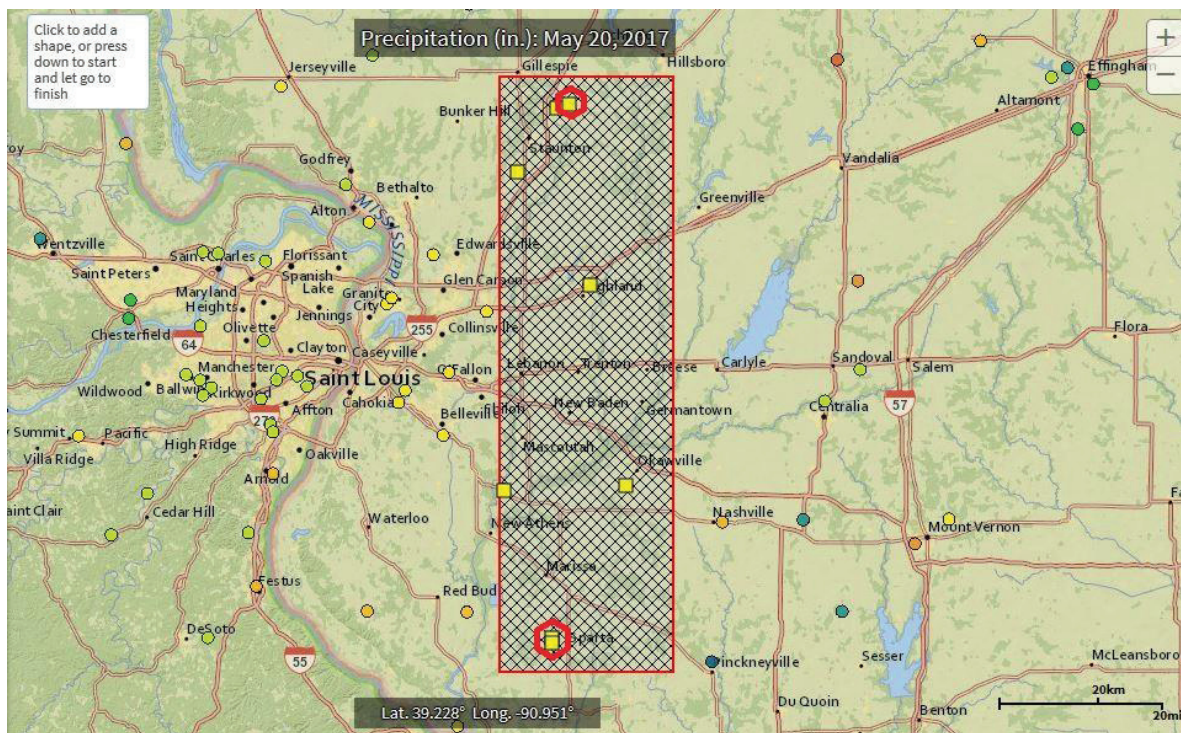 Click to add a
shape, or press
down to start
and let go to
finish
Precipitation (in.): May 20, 2017
+
−
Jerseyville
Gillespie
Hillsboro
Effingham
Altamont
Bunker Hill
Staunton
Vandalia
Godfrey
Bethalto
Alton
MISSISSIPPI
Greenville
Wentzville
Edwardsville
Saint Charles
Florissant
Saint Peters
Spanish
Lake
Glen Carbon
Maryland
Heights
Granite
City
Highland
Jennings
Chesterfield
Olivette
255
Collinsville
Flora
64
Clayton
Caseyville
Lebanon
Trenton
Breese
Carlyle
Sandoval
Salem
Manchester
Saint Louis
O'Fallon
Wildwood
Ballwin
Kirkwood
Cahokia
Shiloh
New Baden
Germantown
57
Affton
Belleville
Centralia
Summit
Pacific
High Ridge
Mascoutah
Okawville
Villa Ridge
Oakville
Arnold
Saint Clair
Cedar Hill
Waterloo
New Athens
Nashville
Mount Vernon
Marissa
Festus
Red Bud
DeSoto
Sparta
55
Pinckneyville
Sesser
McLeansboro
Lat. 39.228° Long. -90.951°
Du Quoin
Benton
20km
20mi